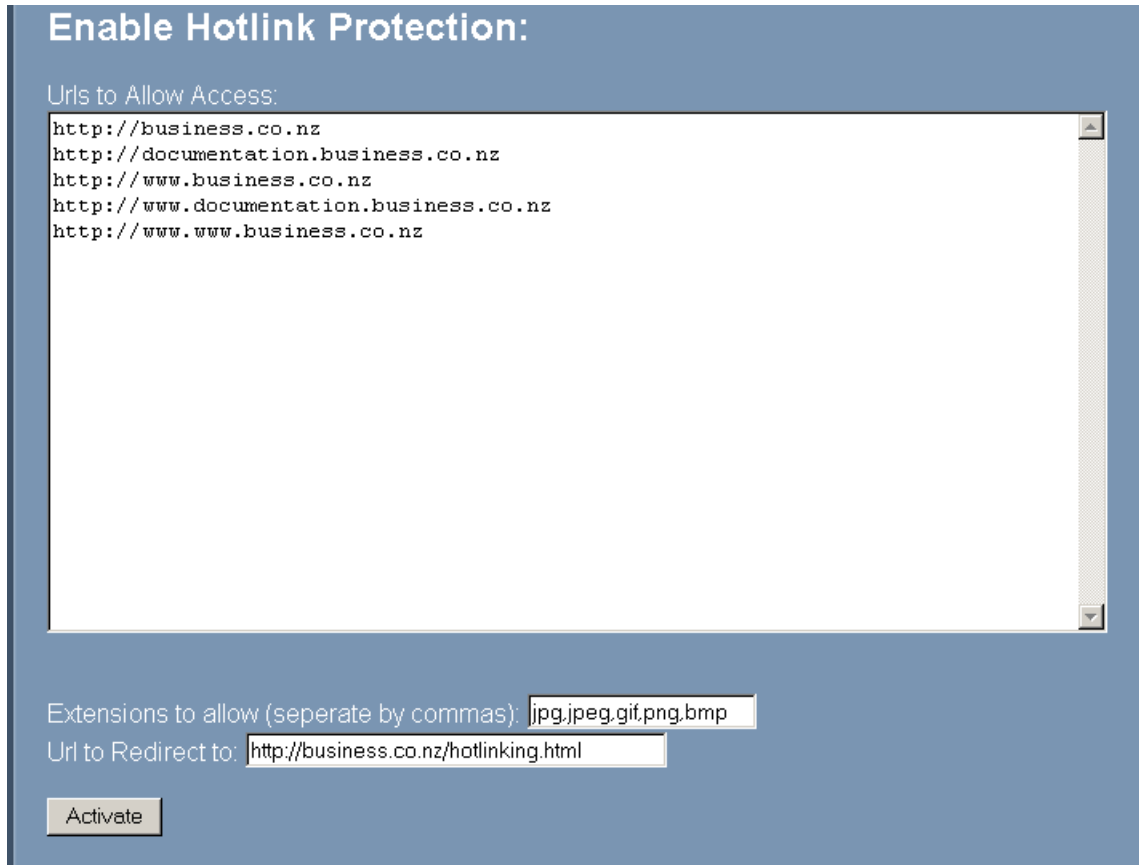 Enable Hotlink Protection:
Urls to Allow Access:
http://business.co.nz
http://documentation.business.co.nz
http://www.business.co.nz
http://www.documentation.business.co.nz
http://www.www.business.co.nz
Extensions to allow (seperate by commas): jpg,jpeg,gif,png,bmp
Url to Redirect to: http://business.co.nz/hotlinking.html
Activate